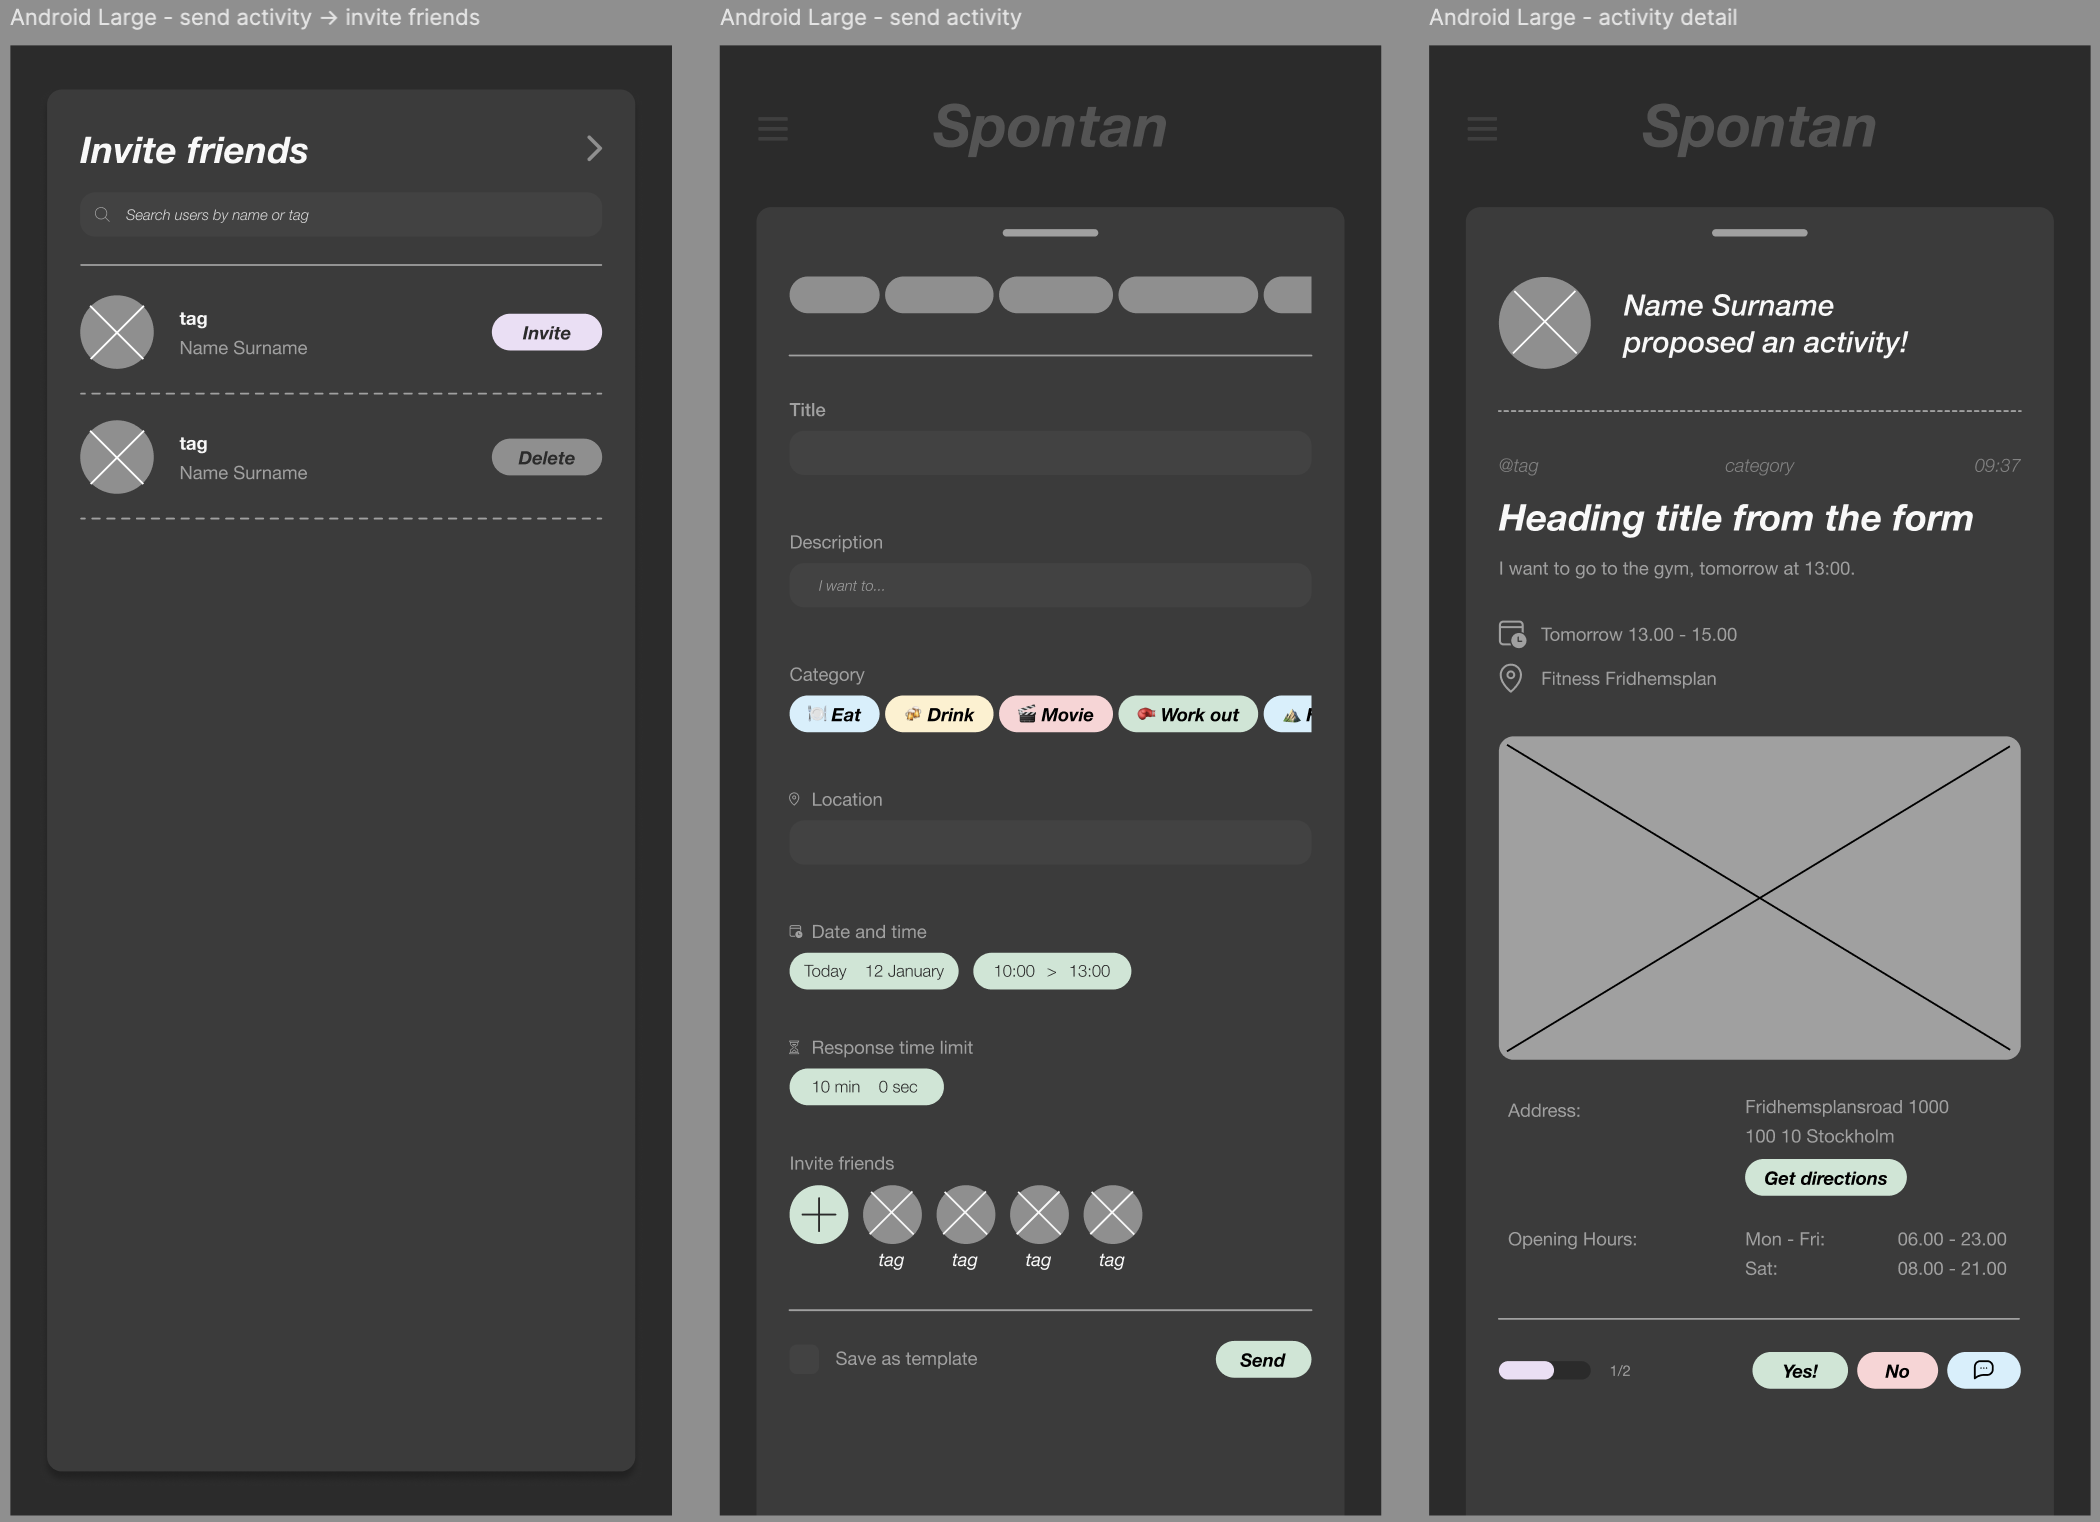 Android Large - send activity → invite friends
Invite friends
Search users by name or tag
tag
Name Surname
Invite
tag
Name Surname
Delete
Android Large - send activity
Spontan
Title
Description
I want to...
Category
Eat
Drink
Movie
Work out
Location
Date and time
Today 12 January
10:00 > 13:00
Response time limit
10 min 0 sec
Invite friends
tag tag tag tag
Save as template
Send
Android Large - activity detail
Spontan
Name Surname
proposed an activity!
@tag category 09:37
Heading title from the form
I want to go to the gym, tomorrow at 13:00.
Tomorrow 13.00 - 15.00
Fitness Fridhemsplan
Address:
Fridhemsplansroad 1000
100 10 Stockholm
Get directions
Opening Hours:
Mon - Fri: 06.00 - 23.00
Sat: 08.00 - 21.00
1/2
Yes!
No